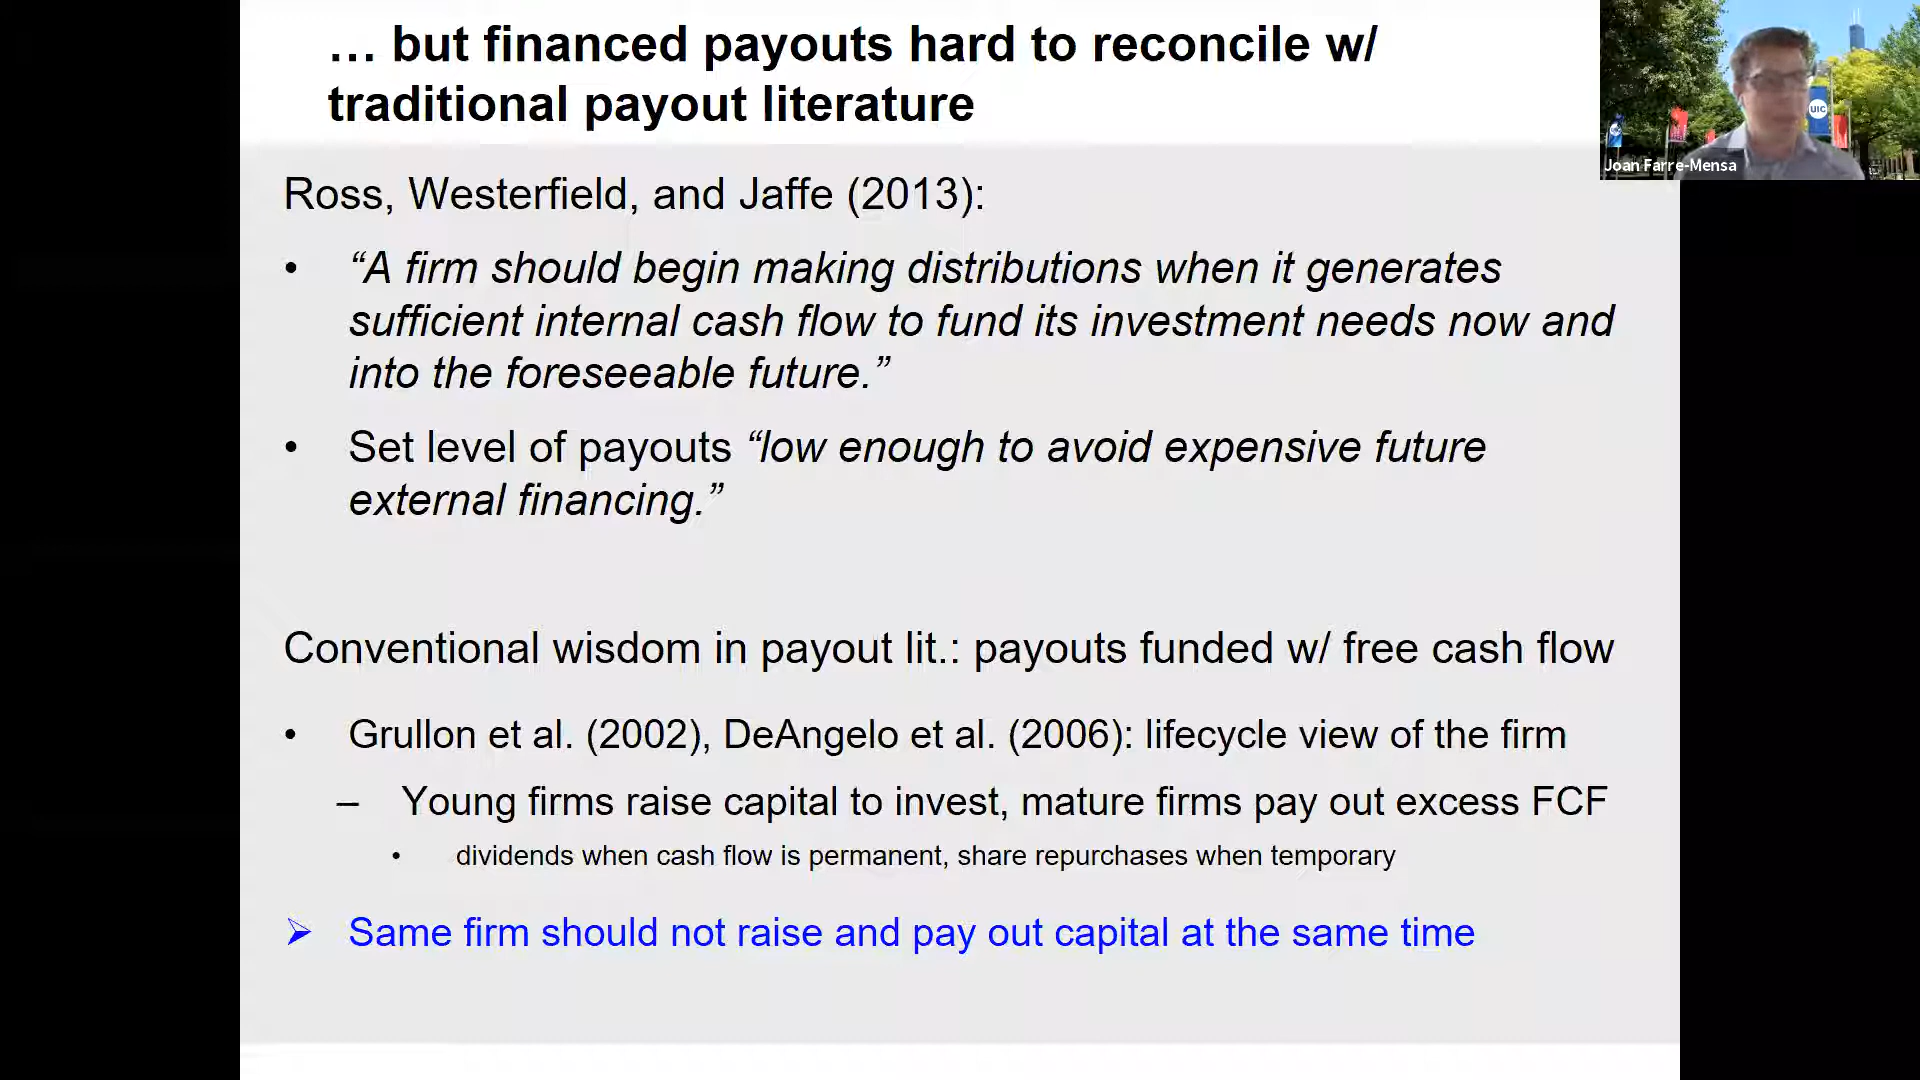 … but financed payouts hard to reconcile w/
traditional payout literature
UIC
Joan Farre-Mensa
Ross, Westerfield, and Jaffe (2013):
• “A firm should begin making distributions when it generates
sufficient internal cash flow to fund its investment needs now and
into the foreseeable future.”
• Set level of payouts “low enough to avoid expensive future
external financing.”
Conventional wisdom in payout lit.: payouts funded w/ free cash flow
• Grullon et al. (2002), DeAngelo et al. (2006): lifecycle view of the firm
– Young firms raise capital to invest, mature firms pay out excess FCF
• dividends when cash flow is permanent, share repurchases when temporary
➢ Same firm should not raise and pay out capital at the same time